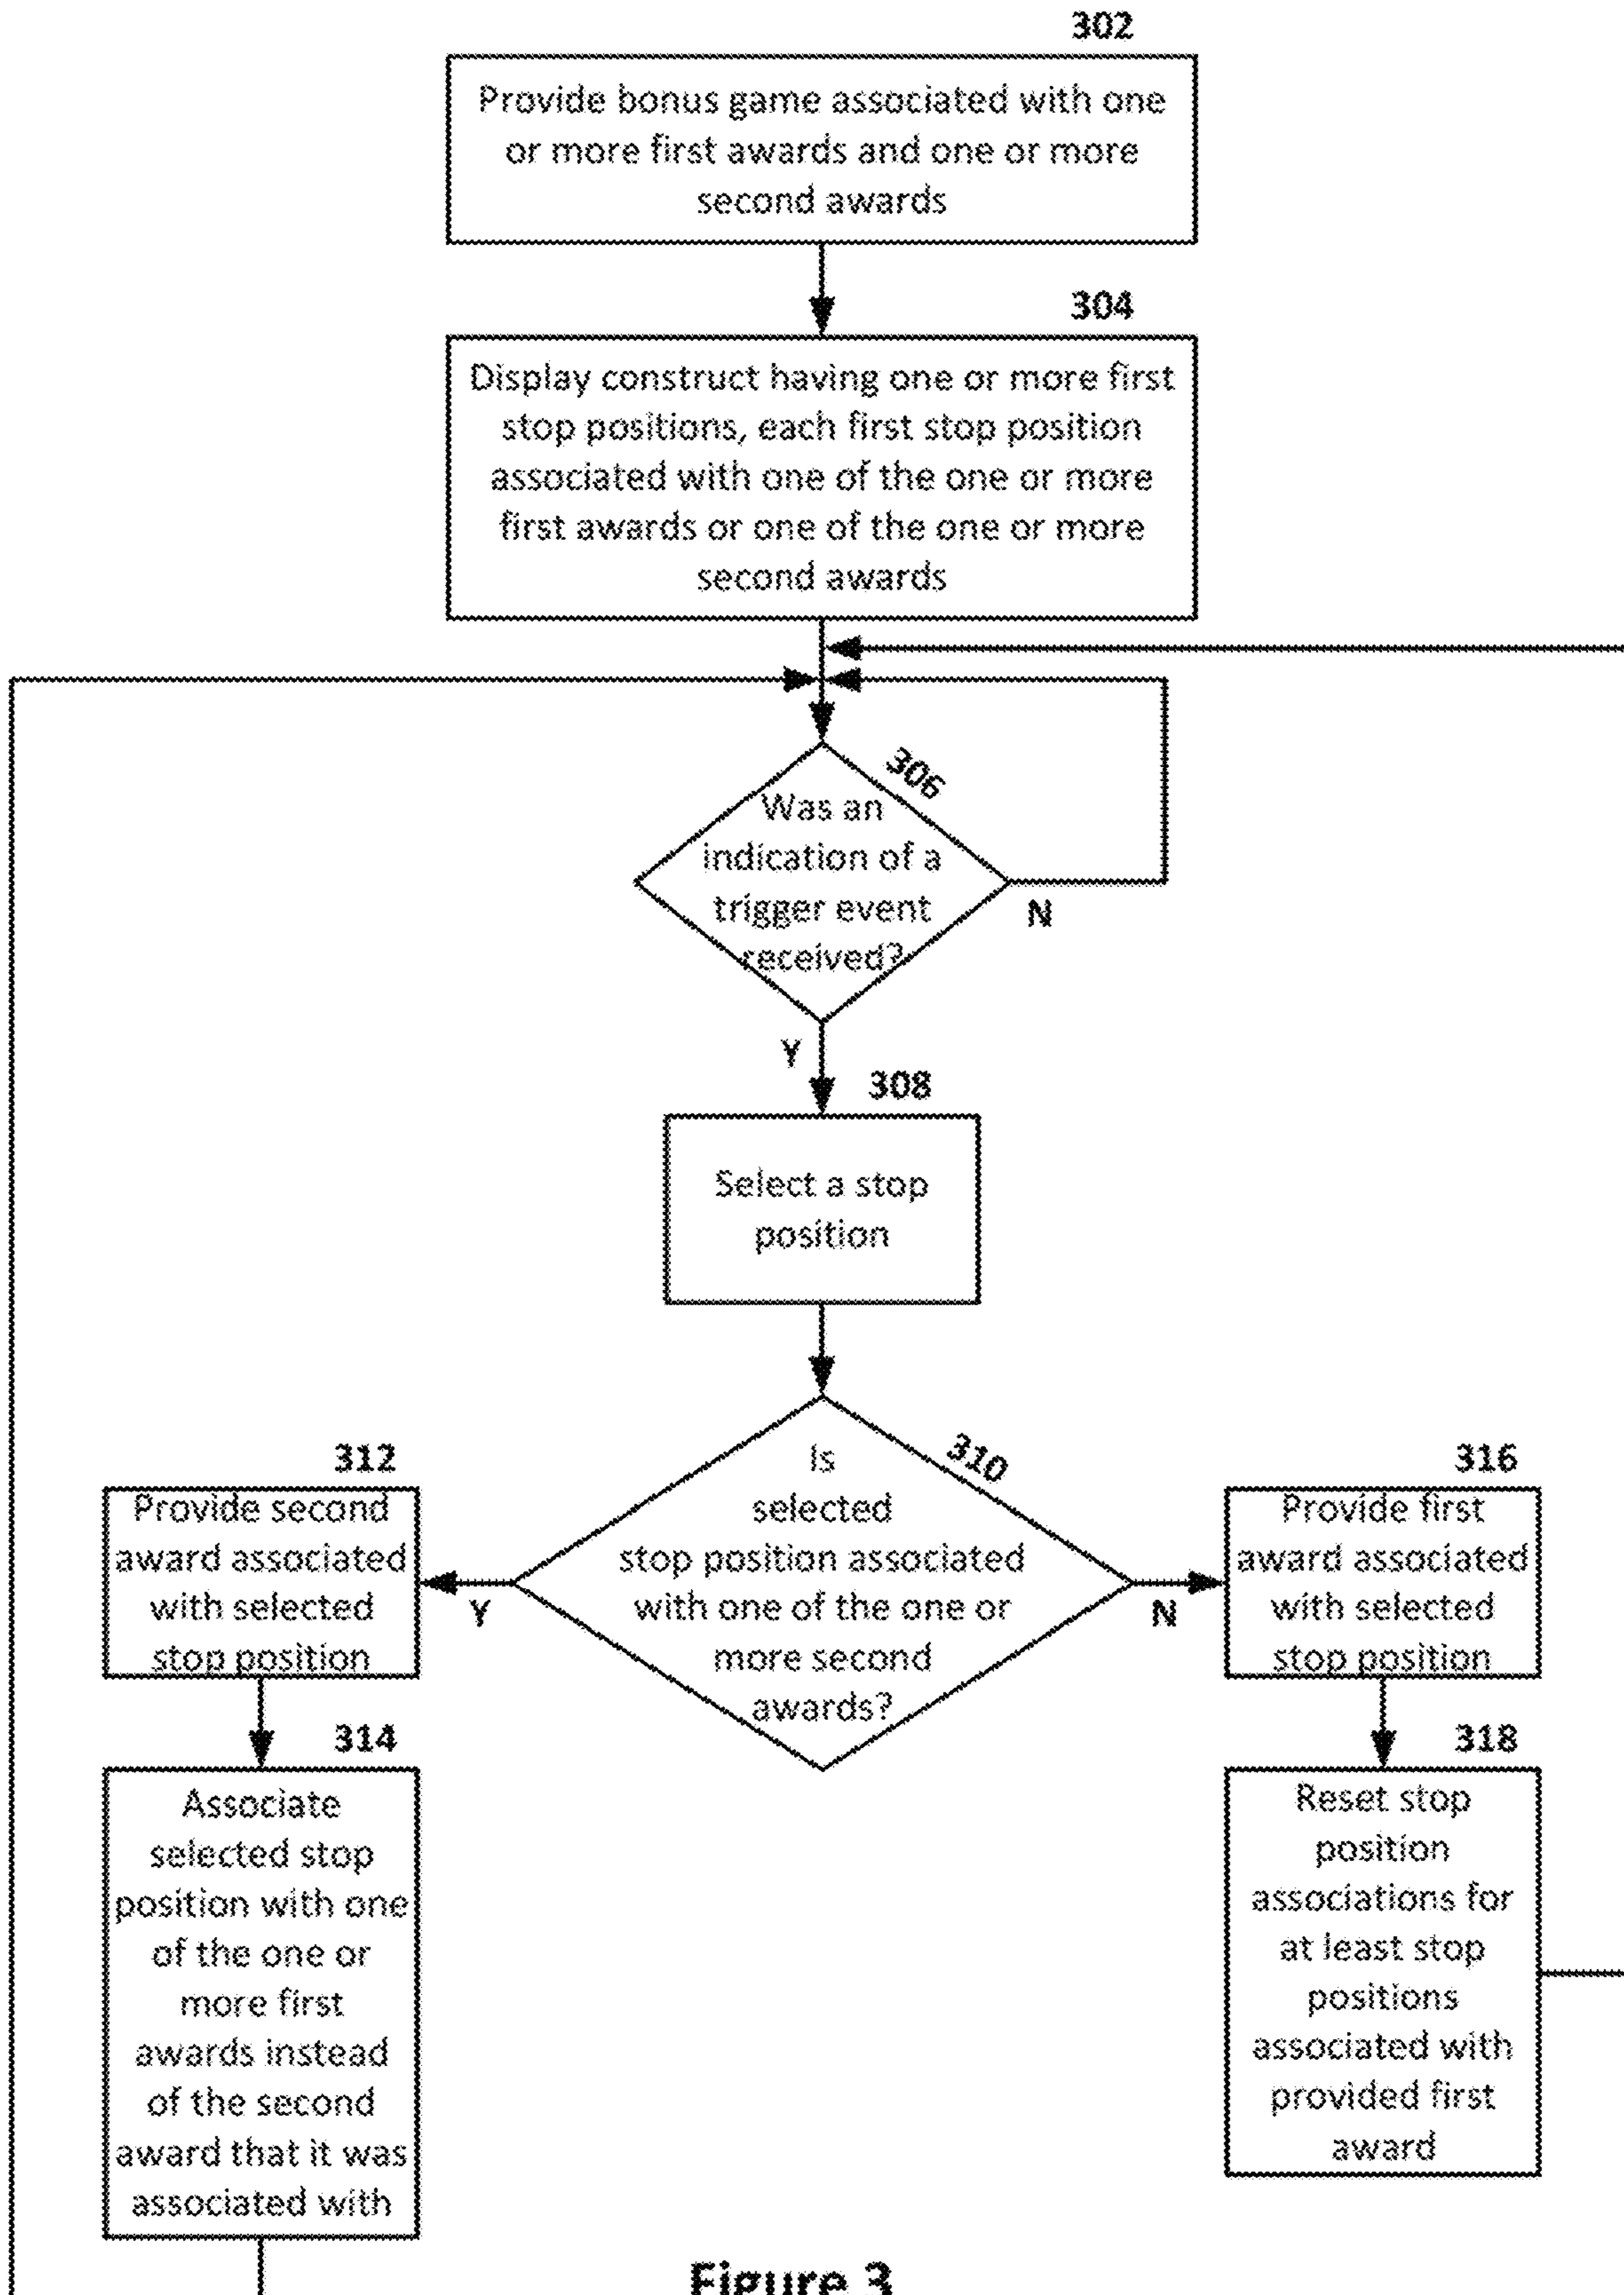 302
Provide bonus game associated with one
or more first awards and one or more
second awards
304
Display construct having one or more first
stop positions, each first stop position
associated with one of the one or more
first awards or one of the one or more
second awards
306
Was an
indication of a
trigger event
received?
N
Y
308
Select a stop
position
310
Is
selected
stop position associated
with one of the one or
more second
awards?
Y
N
312
Provide second
award associated
with selected
stop position
314
Associate
selected stop
position with one
of the one or
more first
awards instead
of the second
award that it was
associated with
316
Provide first
award associated
with selected
stop position
318
Reset stop
position
associations for
at least stop
positions
associated with
provided first
award
Figure 3